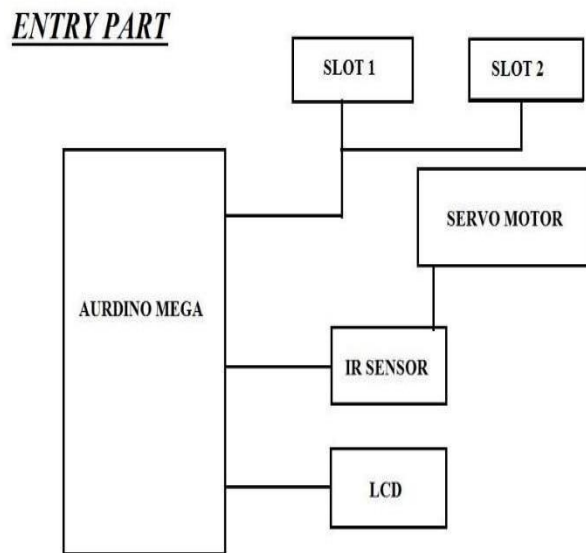 ENTRY PART
SLOT 1
SLOT 2
SERVO MOTOR
AURDINO MEGA
IR SENSOR
LCD